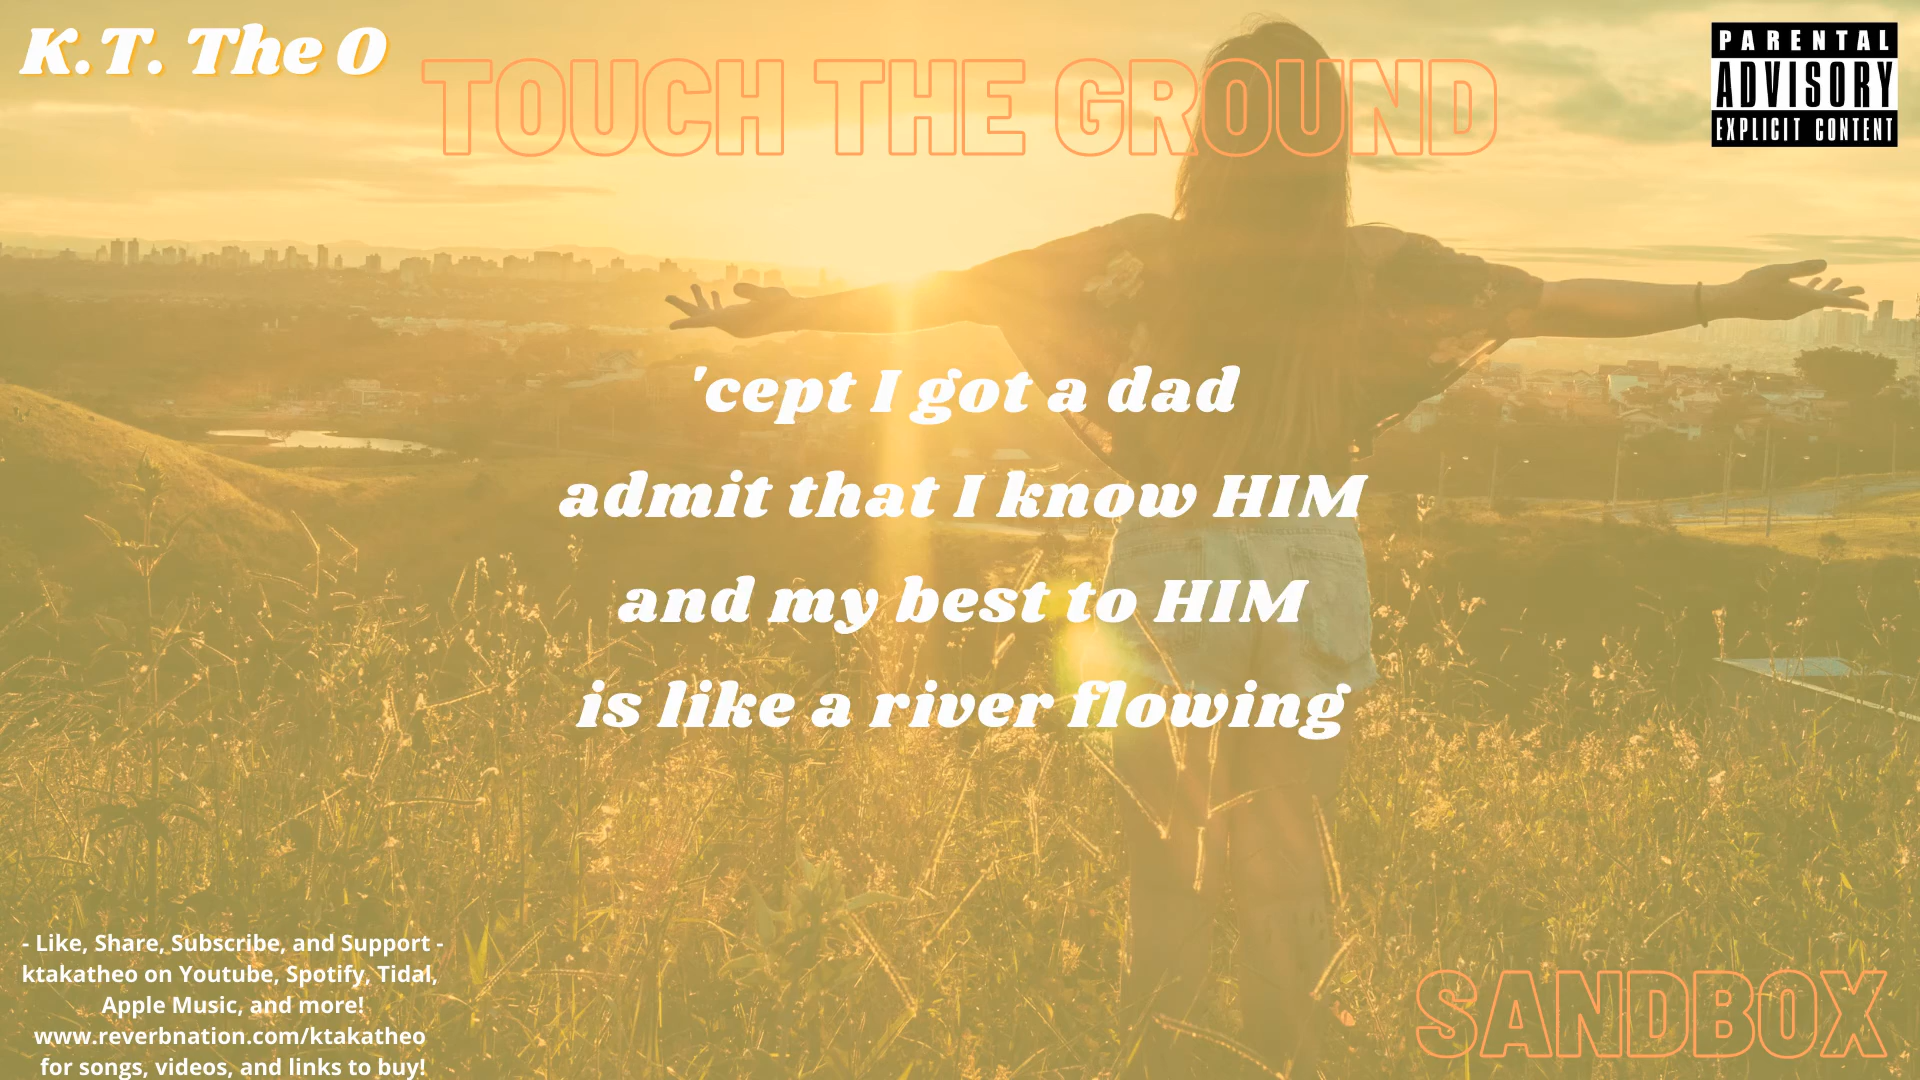 K.T. The O
TOUCH THE GROUND
PARENTAL
ADVISORY
EXPLICIT CONTENT
'cept I got a dad
admit that I know HIM
and my best to HIM
is like a river flowing
- Like, Share, Subscribe, and Support -
ktakatheo on Youtube, Spotify, Tidal,
Apple Music, and more!
www.reverbnation.com/ktakatheo
for songs, videos, and links to buy!
SANDBOX